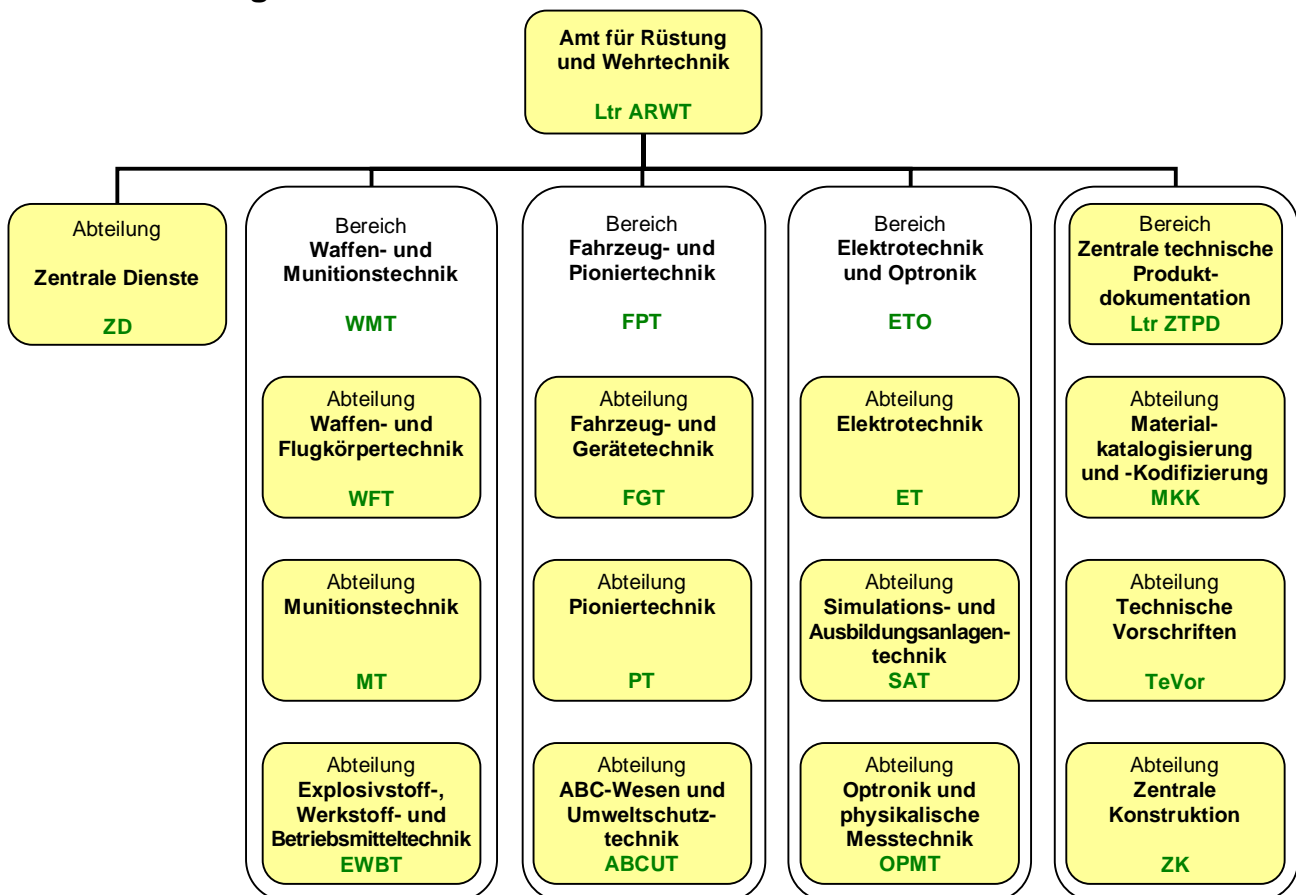 Amt für Rüstung
und Wehrtechnik
Ltr ARWT
Abteilung
Zentrale Dienste
ZD
Bereich
Waffen- und
Munitionstechnik
WMT
Abteilung
Waffen- und
Flugkörpertechnik
WFT
Abteilung
Munitionstechnik
MT
Abteilung
Explosivstoff-,
Werkstoff- und
Betriebsmitteltechnik
EWBT
Bereich
Fahrzeug- und
Pioniertechnik
FPT
Abteilung
Fahrzeug- und
Gerätetechnik
FGT
Abteilung
Pioniertechnik
PT
Abteilung
ABC-Wesen und
Umweltschutz-
technik
ABCUT
Bereich
Elektrotechnik
und Optronik
ETO
Abteilung
Elektrotechnik
ET
Abteilung
Simulations- und
Ausbildungsanlagen-
technik
SAT
Abteilung
Optronik und
physikalische
Messtechnik
OPMT
Bereich
Zentrale technische
Produkt-
dokumentation
Ltr ZTPD
Abteilung
Material-
katalogisierung
und -Kodifizierung
MKK
Abteilung
Technische
Vorschriften
TeVor
Abteilung
Zentrale
Konstruktion
ZK